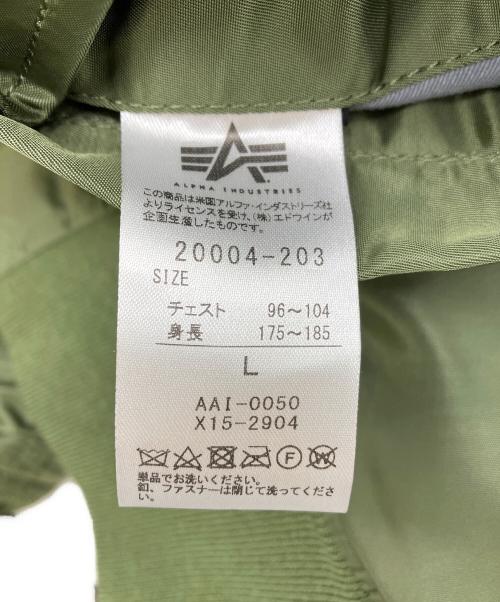 ALPHA INDUSTRIES
この商品は米国アルファ・インダストリーズ社
よりライセンスを受け、(株)エドウインが
企画生産したものです。
20004-203
SIZE
チェスト 96〜104
身長 175〜185
L
AAI-0050
X15-2904
単品でお洗いください。
釦、ファスナーは閉じて洗ってくださ
い。